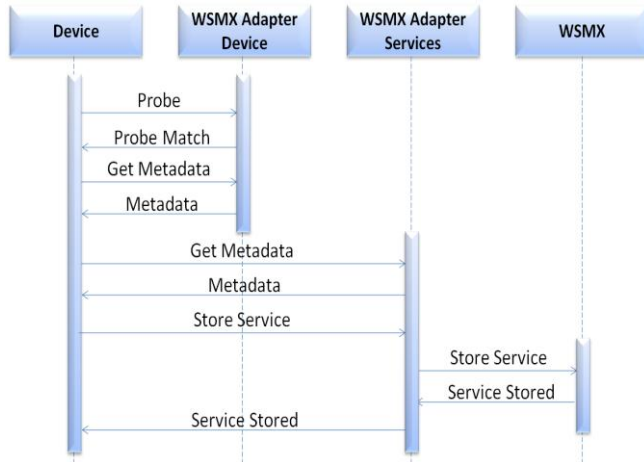 Device
WSMX Adapter
Device
WSMX Adapter
Services
WSMX
Probe
Probe Match
Get Metadata
Metadata
Get Metadata
Metadata
Store Service
Store Service
Service Stored
Service Stored